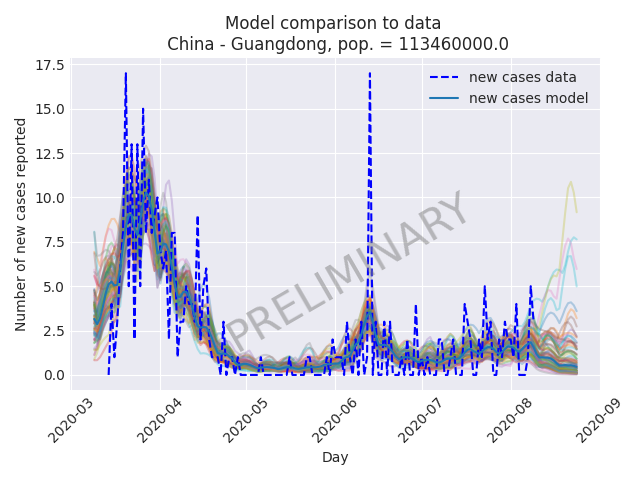 Model comparison to data
China - Guangdong, pop. = 113460000.0
17.5
15.0
12.5
10.0
7.5
5.0
2.5
0.0
Number of new cases reported
new cases data
new cases model
PRELIMINARY
2020-03
2020-04
2020-05
2020-06
2020-07
2020-08
2020-09
Day